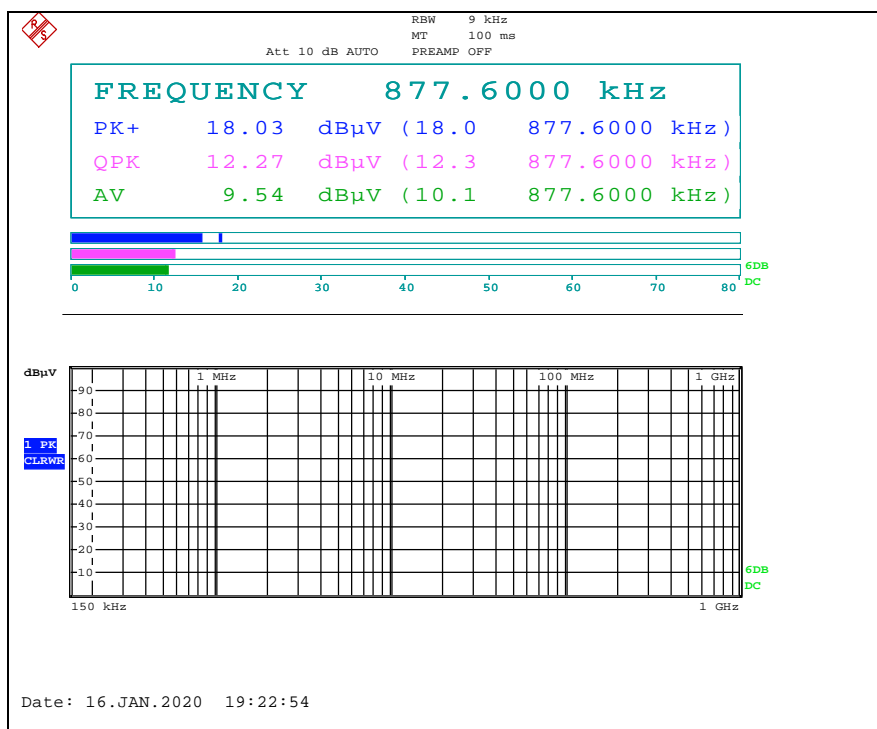 R S
RBW 9 kHz
MT 100 ms
Att 10 dB AUTO PREAMP OFF
FREQUENCY 877.6000 kHz
PK+ 18.03 dBµV (18.0 877.6000 kHz)
QPK 12.27 dBµV (12.3 877.6000 kHz)
AV 9.54 dBµV (10.1 877.6000 kHz)
6DB
0 10 20 30 40 50 60 70 80 DC
dBµV 1 MHz 10 MHz 100 MHz 1 GHz
90
80
70
1 PK
60
CLRWR
50
40
30
20
10
6DB
DC
150 kHz 1 GHz
Date: 16.JAN.2020 19:22:54